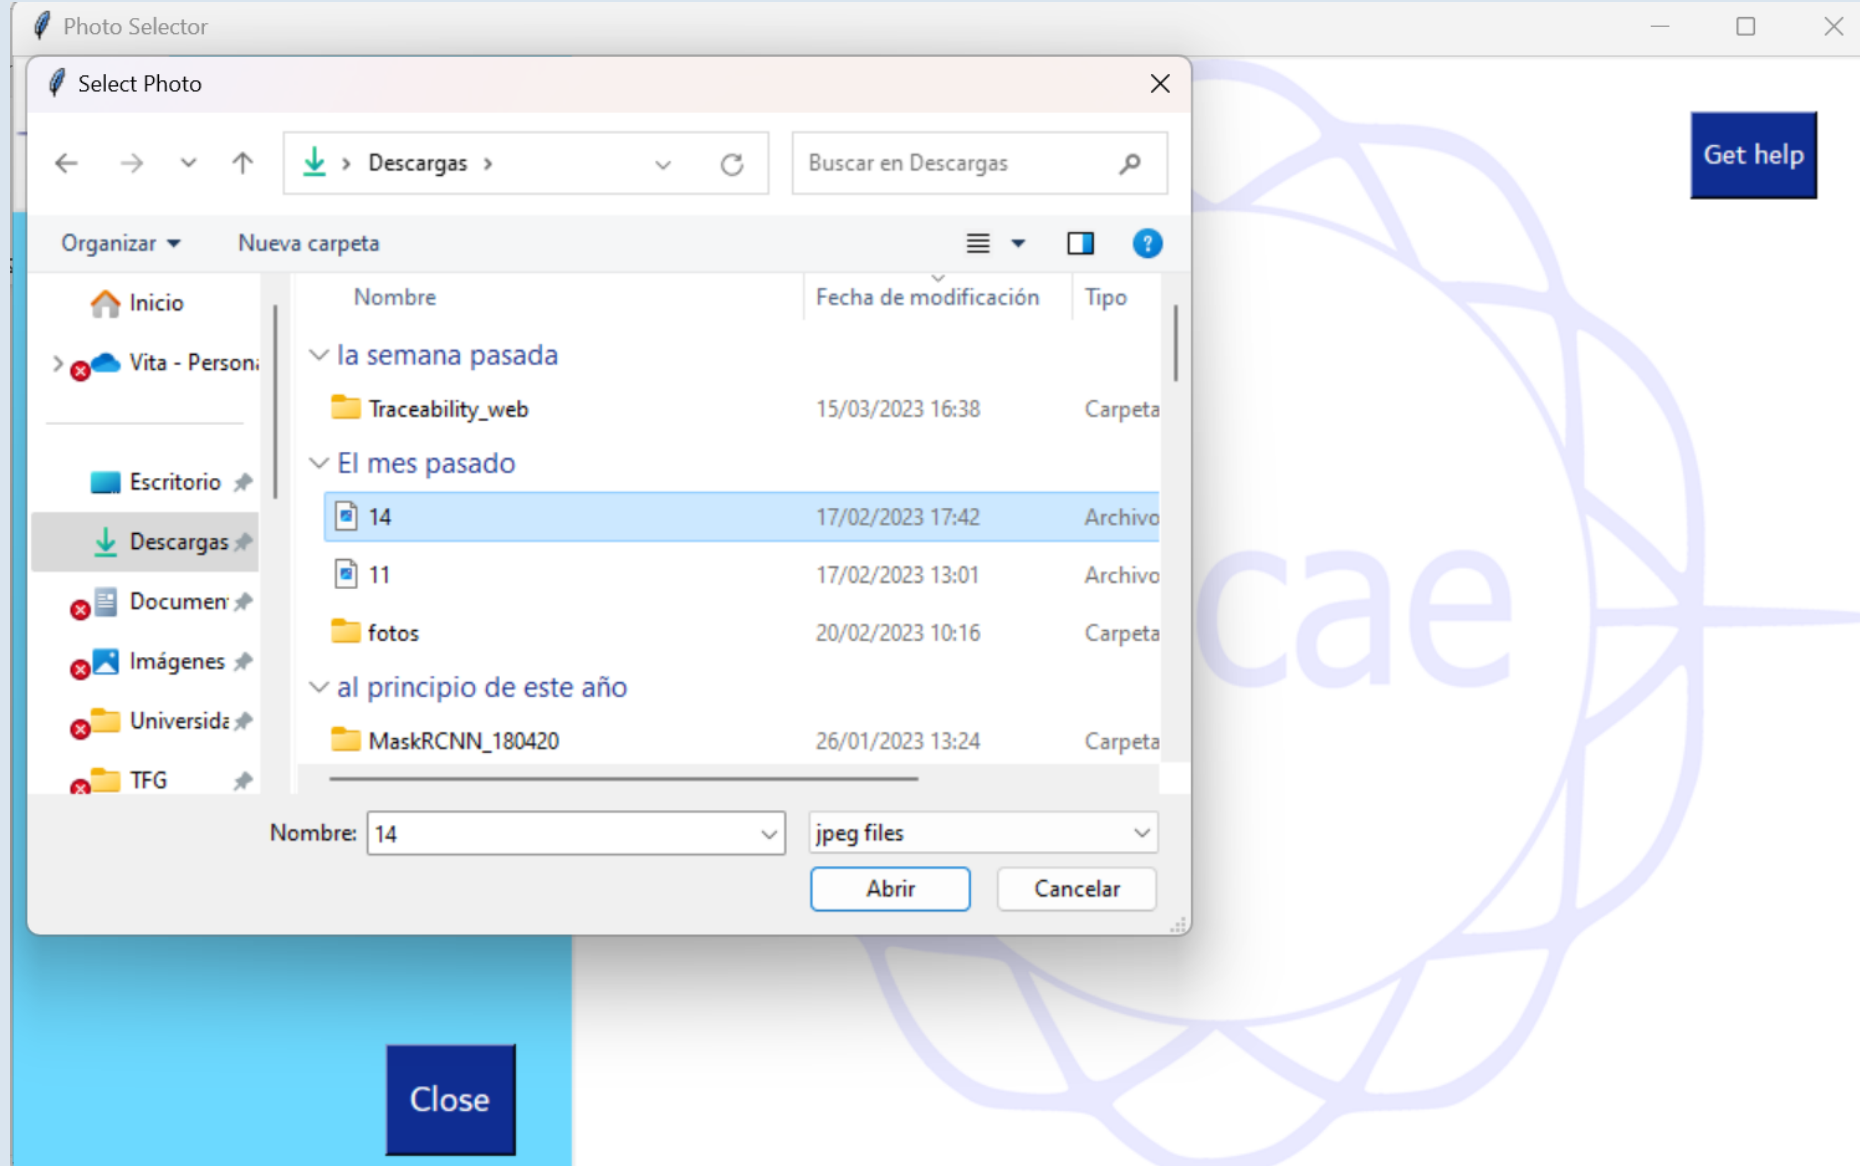 Photo Selector
Select Photo
Descargas
Buscar en Descargas
Get help
Organizar
Nueva carpeta
?
Inicio
Vita - Persona
Escritorio
Descargas
Documen
Imágenes
Universida
TFG
Nombre
Fecha de modificación
Tipo
la semana pasada
Traceability_web 15/03/2023 16:38 Carpeta
El mes pasado
14 17/02/2023 17:42 Archivo
11 17/02/2023 13:01 Archivo
fotos 20/02/2023 10:16 Carpeta
al principio de este año
MaskRCNN_180420 26/01/2023 13:24 Carpeta
Nombre: 14
jpeg files
Abrir
Cancelar
cae
Close